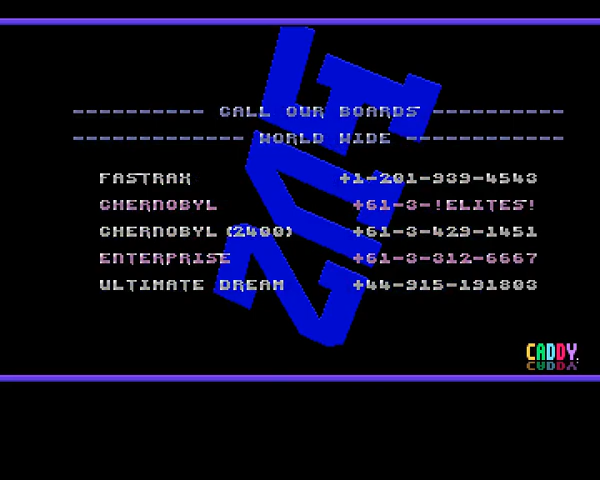 ---------- CALL OUR BOARDS ----------
------------- WORLD WIDE ------------
FASTRAX +1-201-939-4543
CHERNOBYL +61-3-!ELITES!
CHERNOBYL (2400) +61-3-429-1451
ENTERPRISE +61-3-312-6667
ULTIMATE DREAM +44-915-191803
CADDY.